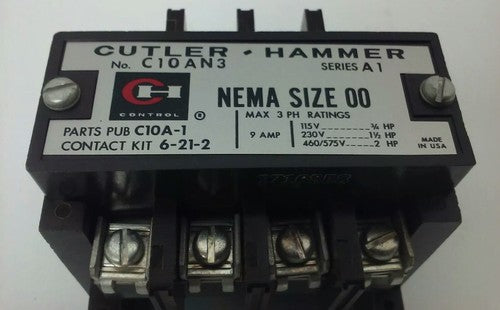 CUTLER • HAMMER
No. C10AN3 SERIES A1
CH
CONTROL ®
NEMA SIZE 00
MAX 3 PH RATINGS
9 AMP
115V ¾ HP
230V 1½ HP
460/575V 2 HP
PARTS PUB C10A-1
CONTACT KIT 6-21-2
MADE
IN USA